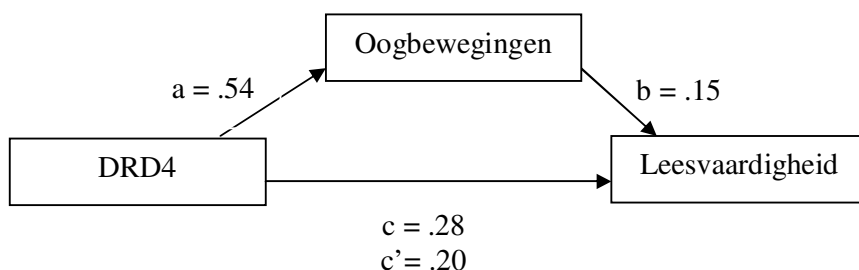 Oogbewegingen
a = .54
b = .15
DRD4
Leesvaardigheid
c = .28
c’= .20